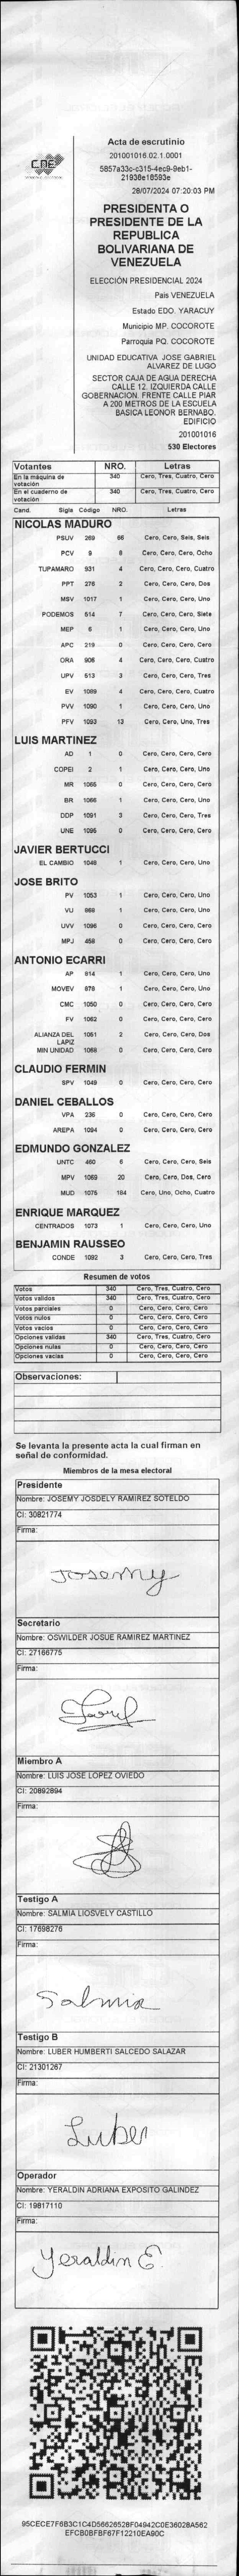 CNE
Acta de escrutinio
201001016.02.1.0001
5857a33c-c315-4ec9-9eb1-
21938e18593e
28/07/2024 07:20:03 PM
PRESIDENTA O
PRESIDENTE DE LA
REPUBLICA
BOLIVARIANA DE
VENEZUELA
ELECCIÓN PRESIDENCIAL 2024
Pais VENEZUELA
Estado EDO. YARACUY
Municipio MP. COCOROTE
Parroquia PQ. COCOROTE
UNIDAD EDUCATIVA JOSE GABRIEL
ALVAREZ DE LUGO
SECTOR CAJA DE AGUA DERECHA
CALLE 12. IZQUIERDA CALLE
GOBERNACION. FRENTE CALLE PIAR
A 200 METROS DE LA ESCUELA
BASICA LEONOR BERNABO.
EDIFICIO
201001016
530 Electores
Votantes NRO. Letras
En la máquina de votación 340 Cero, Tres, Cuatro, Cero
En el cuaderno de votación 340 Cero, Tres, Cuatro, Cero
Cand. Sigla Código NRO. Letras
NICOLAS MADURO
PSUV 269 66 Cero, Cero, Seis, Seis
PCV 9 8 Cero, Cero, Cero, Ocho
TUPAMARO 931 4 Cero, Cero, Cero, Cuatro
PPT 276 2 Cero, Cero, Cero, Dos
MSV 1017 1 Cero, Cero, Cero, Uno
PODEMOS 514 7 Cero, Cero, Cero, Siete
MEP 6 1 Cero, Cero, Cero, Uno
APC 219 0 Cero, Cero, Cero, Cero
ORA 906 4 Cero, Cero, Cero, Cuatro
UPV 513 3 Cero, Cero, Cero, Tres
EV 1089 4 Cero, Cero, Cero, Cuatro
PVV 1090 1 Cero, Cero, Cero, Uno
PFV 1093 13 Cero, Cero, Uno, Tres
LUIS MARTINEZ
AD 1 0 Cero, Cero, Cero, Cero
COPEI 2 1 Cero, Cero, Cero, Uno
MR 1065 0 Cero, Cero, Cero, Cero
BR 1066 1 Cero, Cero, Cero, Uno
DDP 1091 3 Cero, Cero, Cero, Tres
UNE 1095 0 Cero, Cero, Cero, Cero
JAVIER BERTUCCI
EL CAMBIO 1048 1 Cero, Cero, Cero, Uno
JOSE BRITO
PV 1053 1 Cero, Cero, Cero, Uno
VU 868 1 Cero, Cero, Cero, Uno
UVV 1096 0 Cero, Cero, Cero, Cero
MPJ 458 0 Cero, Cero, Cero, Cero
ANTONIO ECARRI
AP 814 1 Cero, Cero, Cero, Uno
MOVEV 878 1 Cero, Cero, Cero, Uno
CMC 1050 0 Cero, Cero, Cero, Cero
FV 1062 0 Cero, Cero, Cero, Cero
ALIANZA DEL LAPIZ 1061 2 Cero, Cero, Cero, Dos
MIN UNIDAD 1068 0 Cero, Cero, Cero, Cero
CLAUDIO FERMIN
SPV 1049 0 Cero, Cero, Cero, Cero
DANIEL CEBALLOS
VPA 236 0 Cero, Cero, Cero, Cero
AREPA 1094 0 Cero, Cero, Cero, Cero
EDMUNDO GONZALEZ
UNTC 460 6 Cero, Cero, Cero, Seis
MPV 1059 20 Cero, Cero, Dos, Cero
MUD 1075 184 Cero, Uno, Ocho, Cuatro
ENRIQUE MARQUEZ
CENTRADOS 1073 1 Cero, Cero, Cero, Uno
BENJAMIN RAUSSEO
CONDE 1092 3 Cero, Cero, Cero, Tres
Resumen de votos
Votos 340 Cero, Tres, Cuatro, Cero
Votos validos 340 Cero, Tres, Cuatro, Cero
Votos parciales 0 Cero, Cero, Cero, Cero
Votos nulos 0 Cero, Cero, Cero, Cero
Votos vacios 0 Cero, Cero, Cero, Cero
Opciones validas 340 Cero, Tres, Cuatro, Cero
Opciones nulas 0 Cero, Cero, Cero, Cero
Opciones vacias 0 Cero, Cero, Cero, Cero
Observaciones:
Se levanta la presente acta la cual firman en
señal de conformidad.
Miembros de la mesa electoral
Presidente
Nombre: JOSEMY JOSDELY RAMIREZ SOTELDO
CI: 30821774
Firma:
Josemy
Secretario
Nombre: OSWILDER JOSUE RAMIREZ MARTINEZ
CI: 27166775
Firma:
Miembro A
Nombre: LUIS JOSE LOPEZ OVIEDO
CI: 20892894
Firma:
Testigo A
Nombre: SALMIA LIOSVELY CASTILLO
CI: 17698276
Firma:
Salmia
Testigo B
Nombre: LUBER HUMBERTI SALCEDO SALAZAR
CI: 21301267
Firma:
Luber
Operador
Nombre: YERALDIN ADRIANA EXPOSITO GALINDEZ
CI: 19817110
Firma:
Yeraldin E.
95CECE7F6B3C1C4D56626528F04942C0E36028A562
EFCB0BFBF67F12210EA90C